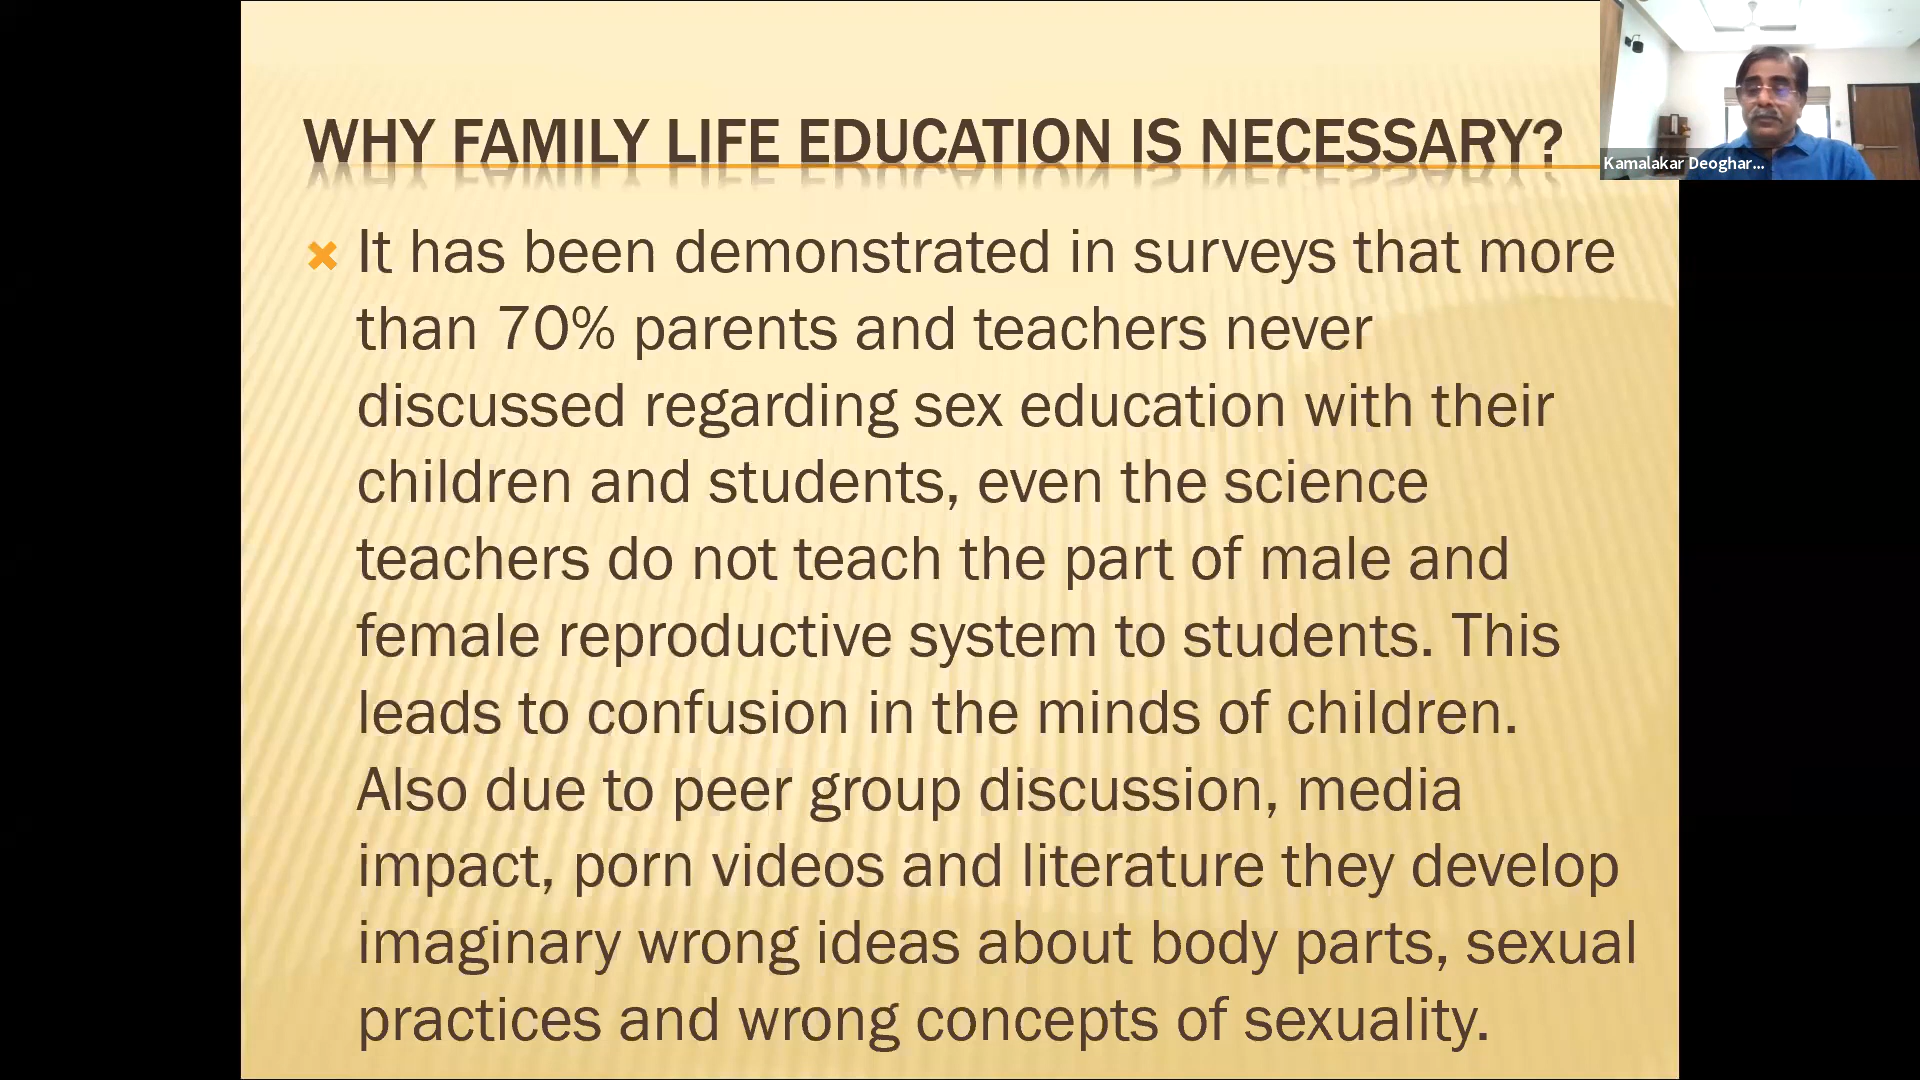 WHY FAMILY LIFE EDUCATION IS NECESSARY?
It has been demonstrated in surveys that more
than 70% parents and teachers never
discussed regarding sex education with their
children and students, even the science
teachers do not teach the part of male and
female reproductive system to students. This
leads to confusion in the minds of children.
Also due to peer group discussion, media
impact, porn videos and literature they develop
imaginary wrong ideas about body parts, sexual
practices and wrong concepts of sexuality.
Kamalakar Deoghar...